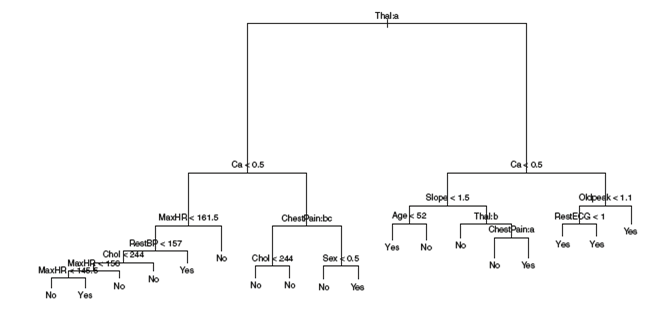 Thal:a
Ca < 0.5
Ca < 0.5
Slope < 1.5
Oldpeak < 1.1
MaxHR < 161.5
ChestPain:bc
Age < 52
Thal:b
RestECG < 1
ChestPain:a
Yes
RestBP < 157
Yes
No
No
Yes
Yes
Chol < 244
No
Chol < 244
Sex < 0.5
MaxHR < 156
Yes
No
Yes
MaxHR < 145.5
No
No
No
No
No
Yes
No
Yes